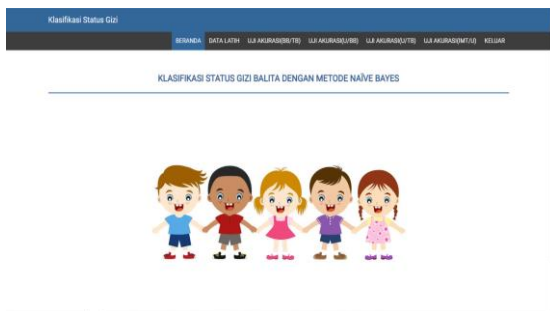 Klasifikasi Status Gizi
BERANDA DATA LATIH UJI AKURASI(BB/TB) UJI AKURASI(U/BB) UJI AKURASI(U/TB) UJI AKURASI(IMT/U) KELUAR
KLASIFIKASI STATUS GIZI BALITA DENGAN METODE NAÏVE BAYES